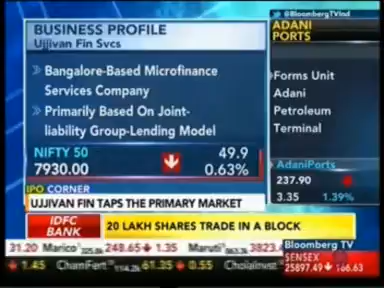 @BloombergTVInd
BUSINESS PROFILE
Ujjivan Fin Svcs
Bangalore-Based Microfinance
Services Company
Primarily Based On Joint-
liability Group-Lending Model
NIFTY 50 49.9
7930.00 0.63%
ADANI
PORTS
Forms Unit
Adani
Petroleum
Terminal
AdaniPorts
237.90
3.35 1.39%
IPO CORNER
UJJIVAN FIN TAPS THE PRIMARY MARKET
IDFC
BANK
20 LAKH SHARES TRADE IN A BLOCK
31.20 Marico 248.65 1.35 Maruti 3823.
Bloomberg TV
1.45 ChamFert 61.35 0.55
SENSEX
25897.49 166.63